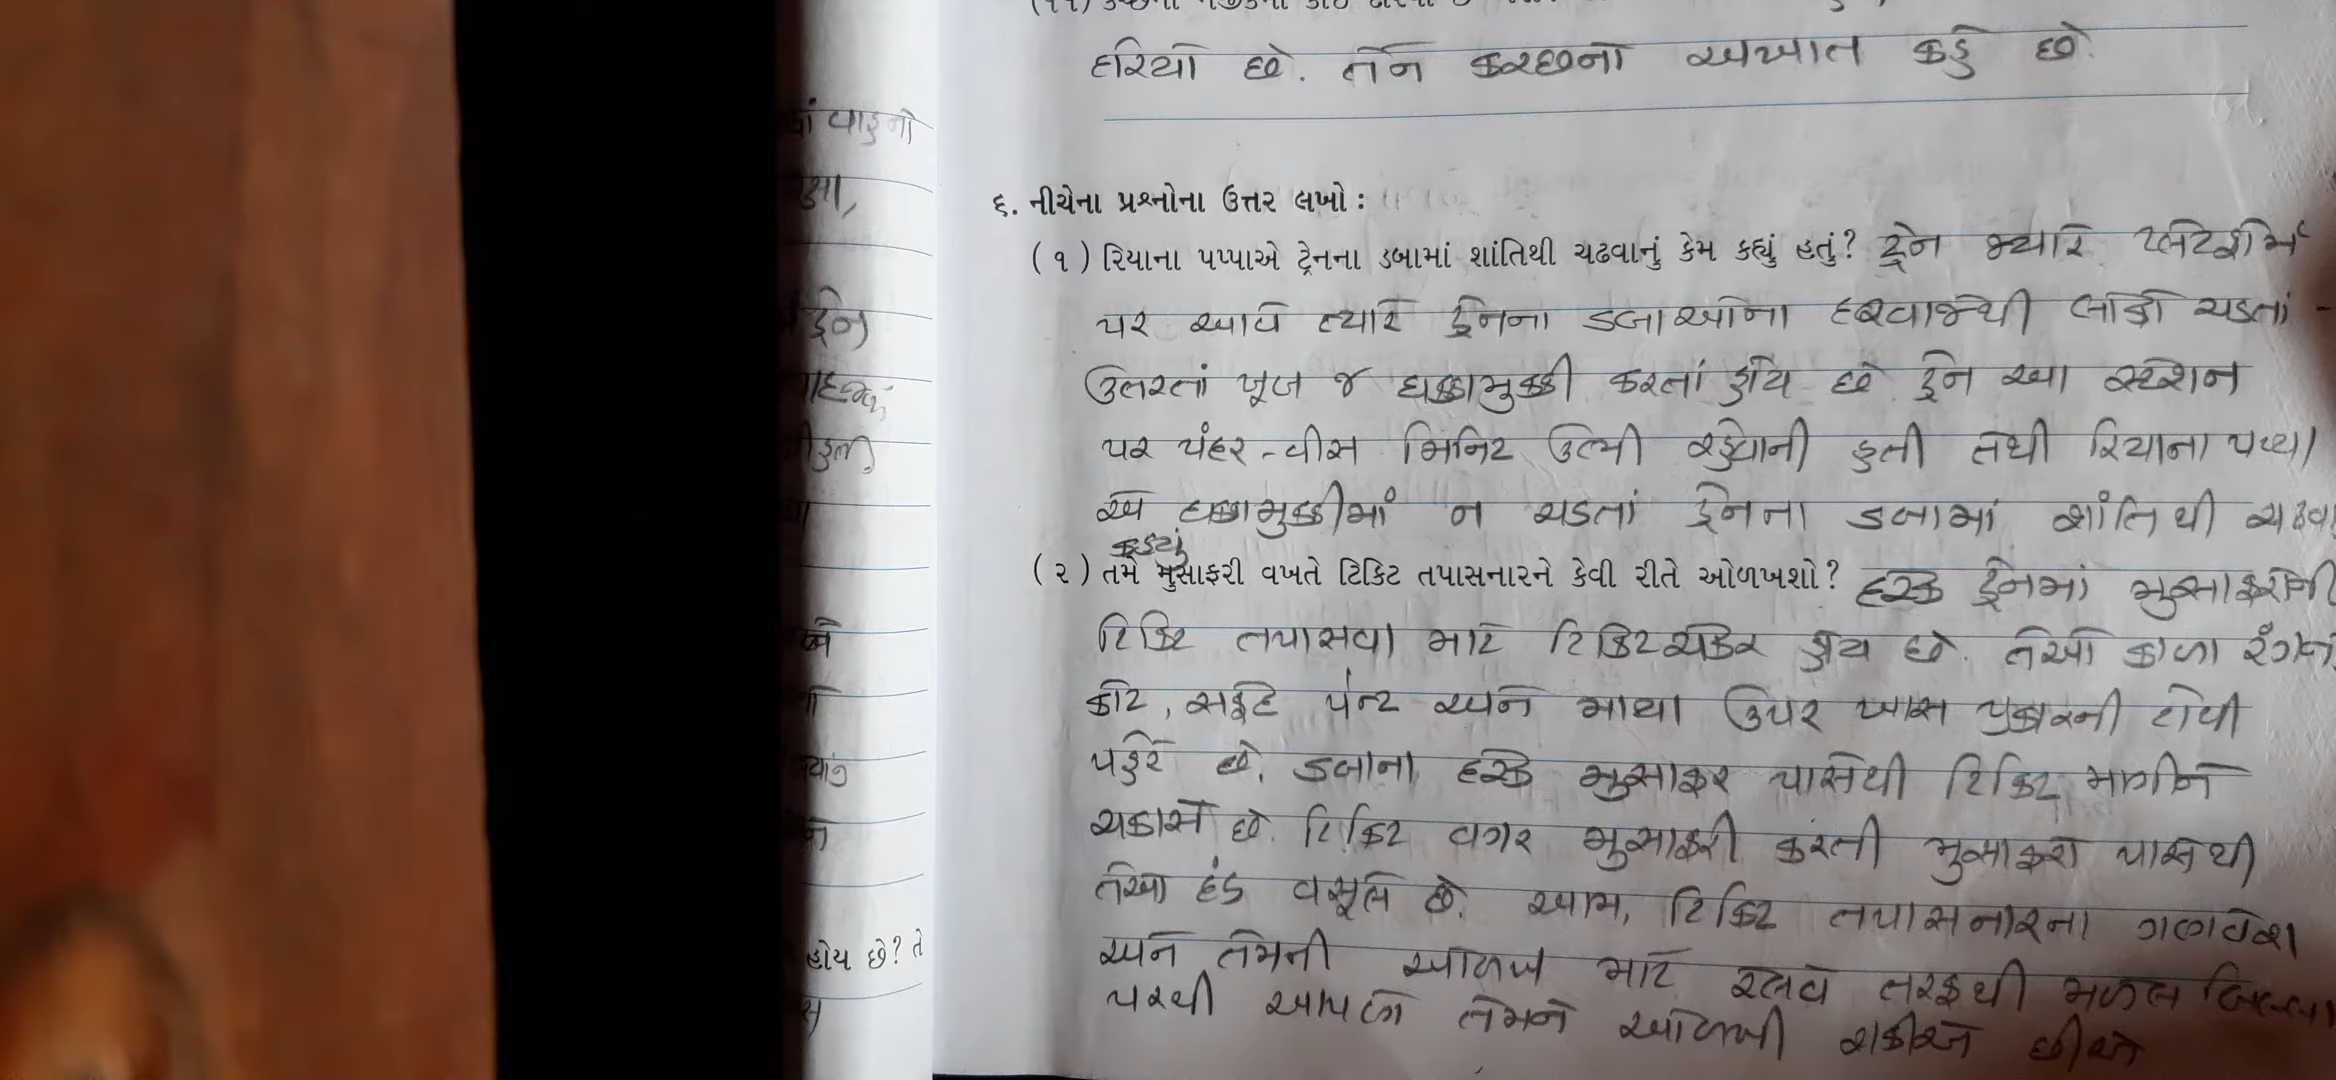 દરિયો છે. તેને કચ્છનો અખાત કહે છે.
૬. નીચેના પ્રશ્નોના ઉત્તર લખો :
(૧) રિયાના પપ્પાએ ટ્રેનના ડબામાં શાંતિથી ચઢવાનું કેમ કહ્યું હતું? ટ્રેન જ્યારે પ્લેટફોર્મ
પર આવે ત્યારે ટ્રેનના ડબાઓના દરવાજેથી લોકો ચડતાં -
ઉતરતાં ખૂબ જ ધક્કામુક્કી કરતાં હોય છે. ટ્રેન આ સ્ટેશન
પર પંદર - વીસ મિનિટ ઉભી રહેવાની હતી તેથી રિયાના પપ્પા
એ ધક્કામુક્કીમાં ન ચડતાં ટ્રેનના ડબામાં શાંતિથી ચઢવા
કહ્યું
(૨) તમે મુસાફરી વખતે ટિકિટ તપાસનારને કેવી રીતે ઓળખશો? દરેક ટ્રેનમાં મુસાફરોની
ટિકિટ તપાસવા માટે ટિકિટચેકર હોય છે. તેઓ કાળા રંગનો
કોટ, સફેદ પેન્ટ અને માથા ઉપર ખાસ પ્રકારની ટોપી
પહેરે છે. ડબાના દરેક મુસાફર પાસેથી ટિકિટ માગીને
ચકાસે છે. ટિકિટ વગર મુસાફરી કરતી મુસાફરો પાસેથી
તેઓ દંડ વસૂલે છે. આમ, ટિકિટ તપાસનારના ગણવેશ
અને તેમની ઓળખ માટે રેલવે તરફથી મળેલ બિલ્લા
પરથી આપણે તેમને ઓળખી શકીએ છીએ
હોય છે? તે